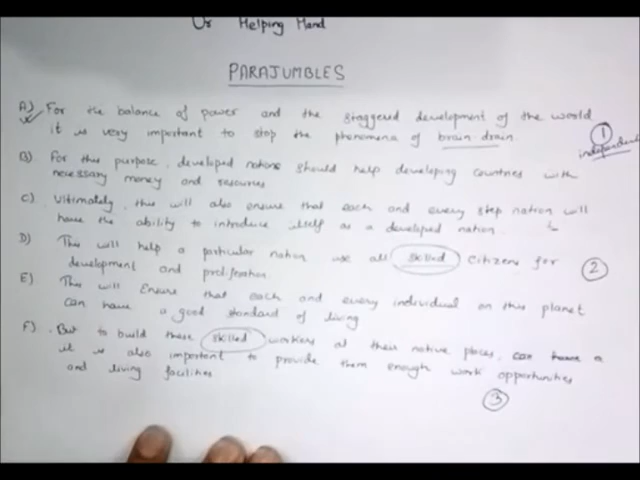 Ur Helping Hand
PARAJUMBLES
A) For the balance of power and the staggered development of the world
it is very important to stop the phenomena of brain drain
1
independent
B) For this purpose, developed nations should help developing countries with
necessary money and resources
C) Ultimately, this will also ensure that each and every step nation will
have the ability to introduce itself as a developed nation.
D) This will help a particular nation use all skilled citizens for
development and proliferation
2
E) This will Ensure that each and every individual on this planet
can have a good standard of living
F) But to build these skilled workers at their native places, can have a
it is also important to provide them enough work opportunities
and living facilities
3